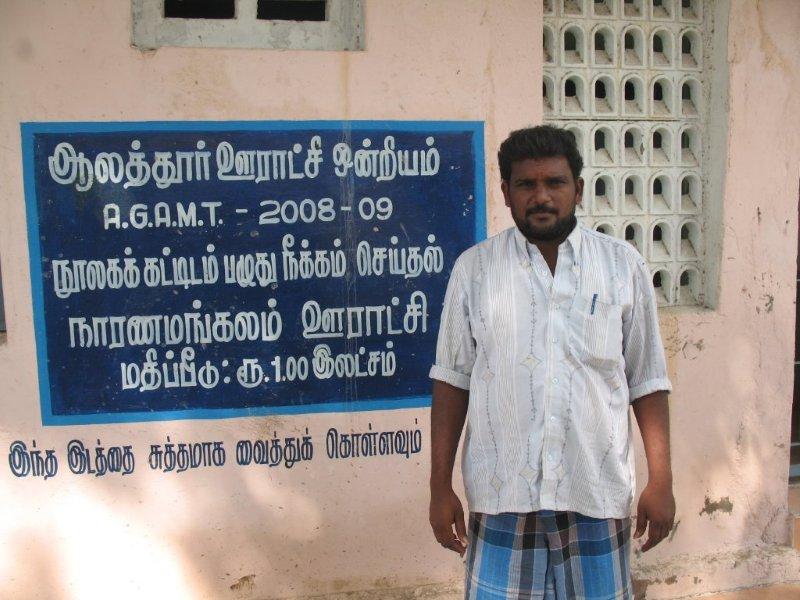 ஆலத்தூர் ஊராட்சி ஒன்றியம்
A.G.A.M.T. - 2008-09
நூலகக் கட்டிடம் பழுது நீக்கம் செய்தல்
நாரணமங்கலம் ஊராட்சி
மதிப்பீடு: ரூ. 1.00 இலட்சம்
இந்த இடத்தை சுத்தமாக வைத்துக் கொள்ளவும்